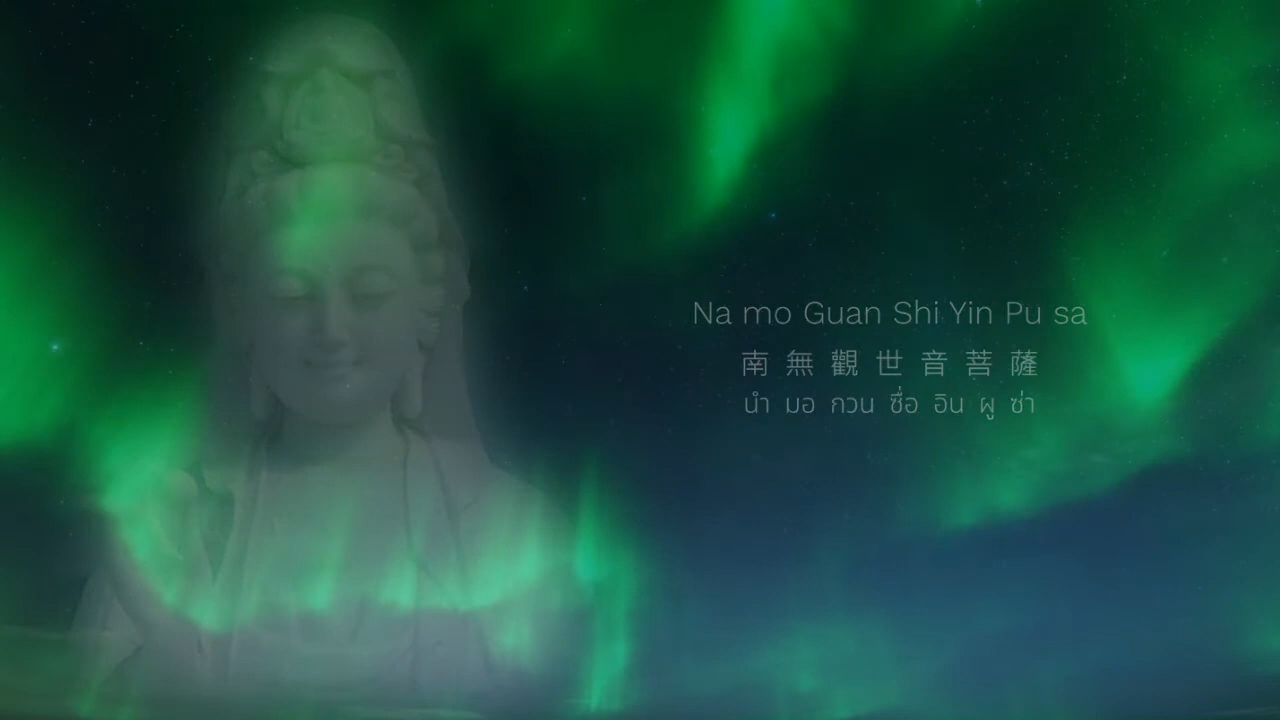 Na mo Guan Shi Yin Pu sa
南 無 觀 世 音 菩 薩
นำ มอ กวน ซื่อ อิน ผู ซ่า